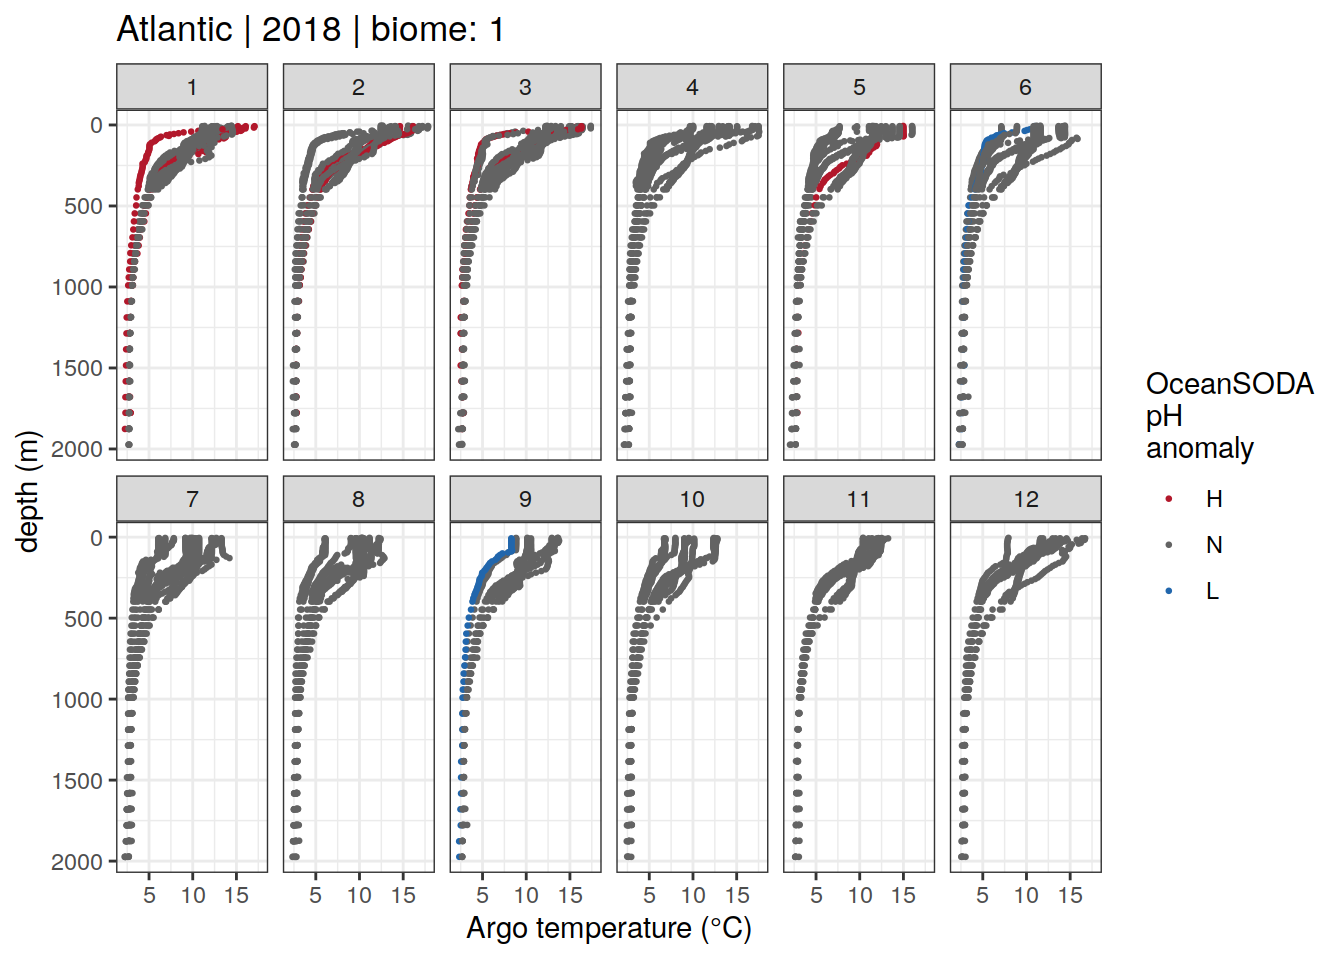 Atlantic | 2018 | biome: 1
1 2 3 4 5 6
0
500
1000
1500
2000
7 8 9 10 11 12
0
500
1000
1500
2000
5 10 15 5 10 15 5 10 15 5 10 15 5 10 15 5 10 15
Argo temperature (°C)
depth (m)
OceanSODA
pH
anomaly
H
N
L